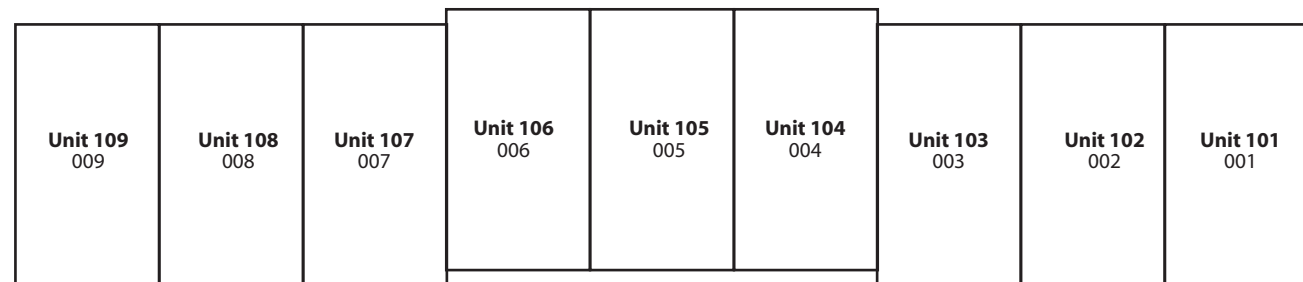 Unit 109
009
Unit 108
008
Unit 107
007
Unit 106
006
Unit 105
005
Unit 104
004
Unit 103
003
Unit 102
002
Unit 101
001